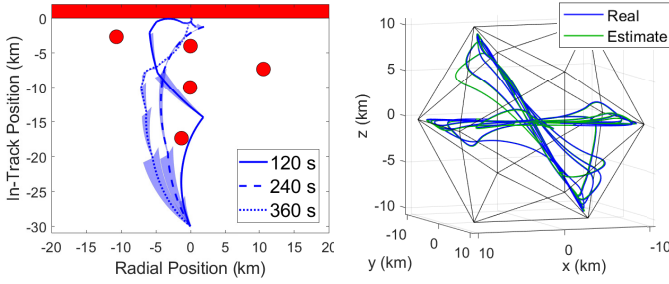 0
-5
-10
-15
-20
-25
-30
In-Track Position (km)
120 s
240 s
360 s
-20 -15 -10 -5 0 5 10 15 20
Radial Position (km)
Real
Estimate
10
5
0
-5
-10
z (km)
-10
0
10
y (km)
10 0 -10
x (km)